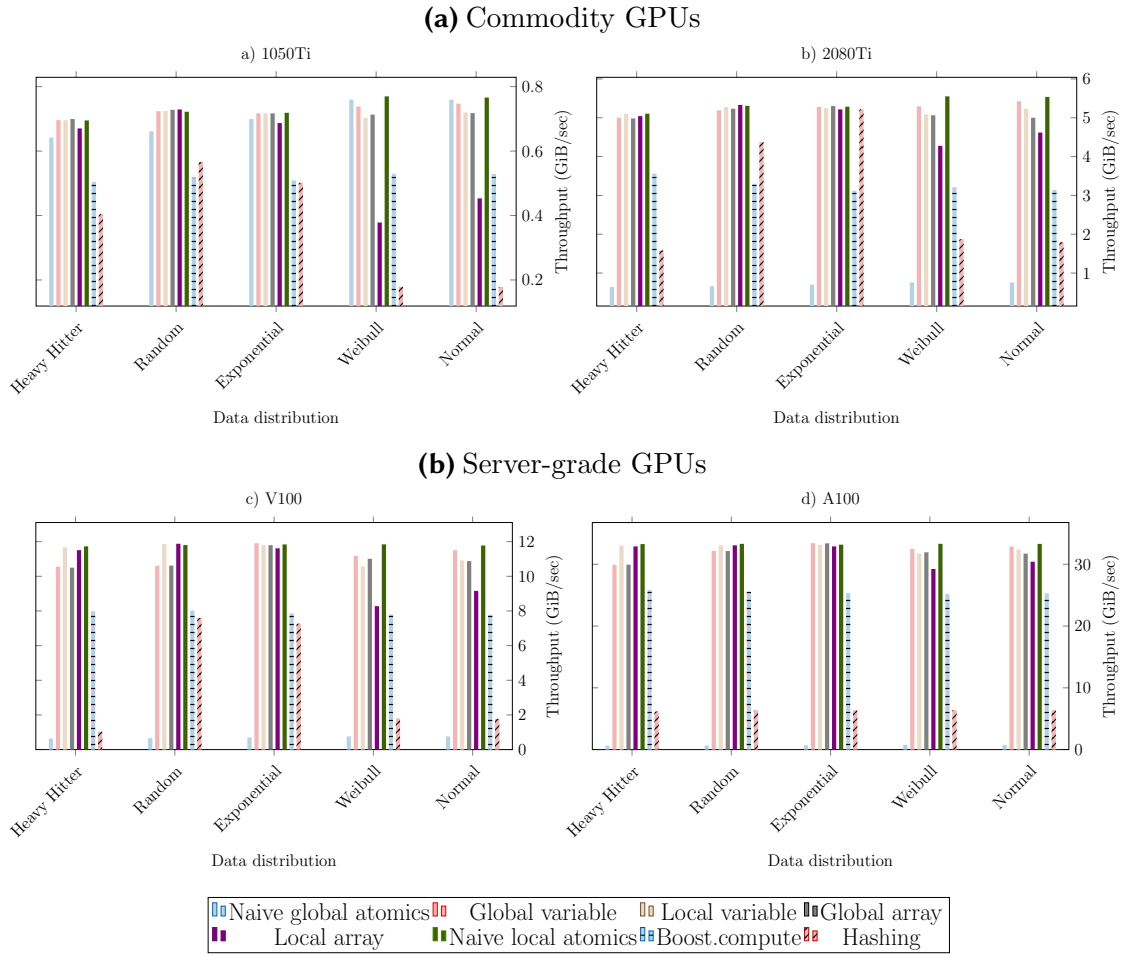 (a) Commodity GPUs
a) 1050Ti
0.2
0.4
0.6
0.8
Throughput (GiB/sec)
Heavy Hitter
Random
Exponential
Weibull
Normal
Data distribution
b) 2080Ti
1
2
3
4
5
6
Throughput (GiB/sec)
Heavy Hitter
Random
Exponential
Weibull
Normal
Data distribution
(b) Server-grade GPUs
c) V100
0
2
4
6
8
10
12
Throughput (GiB/sec)
Heavy Hitter
Random
Exponential
Weibull
Normal
Data distribution
d) A100
0
10
20
30
Throughput (GiB/sec)
Heavy Hitter
Random
Exponential
Weibull
Normal
Data distribution
Naive global atomics Global variable Local variable Global array
Local array Naive local atomics Boost.compute Hashing